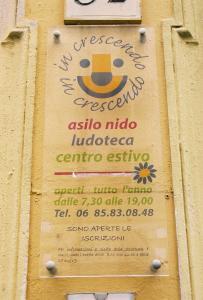 in crescendo
in crescendo
asilo nido
ludoteca
centro estivo
aperti tutto l'anno
dalle 7,30 alle 19,00
Tel. 06 85.83.08.48
SONO APERTE LE
ISCRIZIONI